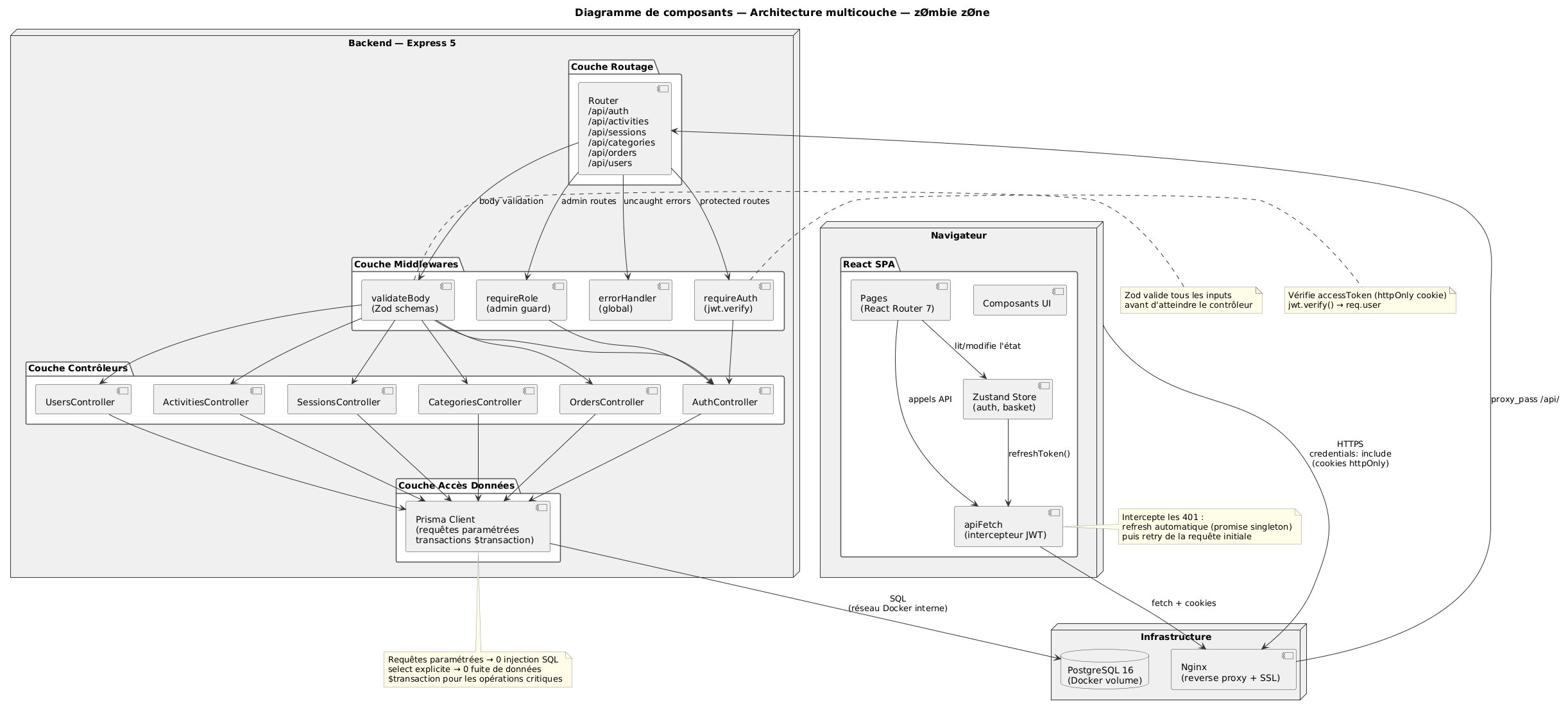 Diagramme de composants — Architecture multicouche — zØmbie zØne
Backend — Express 5
Couche Routage
Router
/api/auth
/api/activities
/api/sessions
/api/categories
/api/orders
/api/users
body validation
admin routes
uncaught errors
protected routes
Couche Middlewares
validateBody
(Zod schemas)
requireRole
(admin guard)
errorHandler
(global)
requireAuth
(jwt.verify)
Couche Contrôleurs
UsersController
ActivitiesController
SessionsController
CategoriesController
OrdersController
AuthController
Couche Accès Données
Prisma Client
(requêtes paramétrées
transactions $transaction)
Requêtes paramétrées → 0 injection SQL
select explicite → 0 fuite de données
$transaction pour les opérations critiques
SQL
(réseau Docker interne)
Navigateur
React SPA
Pages
(React Router 7)
Composants UI
lit/modifie l'état
appels API
Zustand Store
(auth, basket)
refreshToken()
apiFetch
(intercepteur JWT)
Zod valide tous les inputs
avant d'atteindre le contrôleur
Vérifie accessToken (httpOnly cookie)
jwt.verify() → req.user
Intercepte les 401 :
refresh automatique (promise singleton)
puis retry de la requête initiale
HTTPS
credentials: include
(cookies httpOnly)
proxy_pass /api/
fetch + cookies
Infrastructure
PostgreSQL 16
(Docker volume)
Nginx
(reverse proxy + SSL)